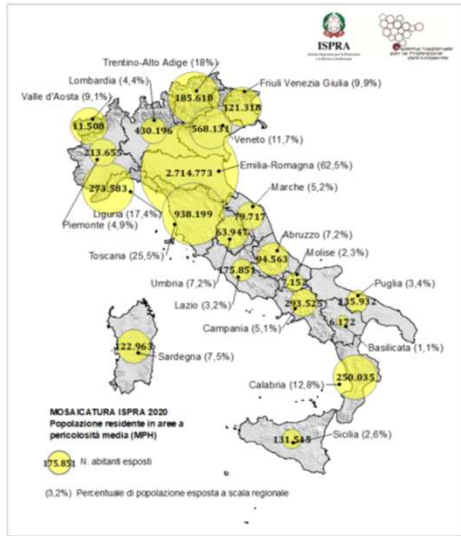 ISPRA
Trentino-Alto Adige (18%)
Lombardia (4,4%)
Friuli Venezia Giulia (9,9%)
Valle d'Aosta (9,1%)
185.610
121.318
11.508
430.196
568.131
Veneto (11,7%)
213.655
2.714.773
Emilia-Romagna (62,5%)
273.583
Marche (5,2%)
Liguria (17,4%)
938.199
79.717
Piemonte (4,9%)
63.947
Abruzzo (7,2%)
Toscana (25,5%)
94.563
Molise (2,3%)
Umbria (7,2%)
175.851
7.152
Puglia (3,4%)
Lazio (3,2%)
293.525
135.932
Campania (5,1%)
6.172
122.963
Basilicata (1,1%)
Sardegna (7,5%)
250.035
Calabria (12,8%)
MOSAICATURA ISPRA 2020
Popolazione residente in aree a
pericolosità media (MPH)
131.545
Sicilia (2,6%)
175.851
N. abitanti esposti
(3,2%) Percentuale di popolazione esposta a scala regionale